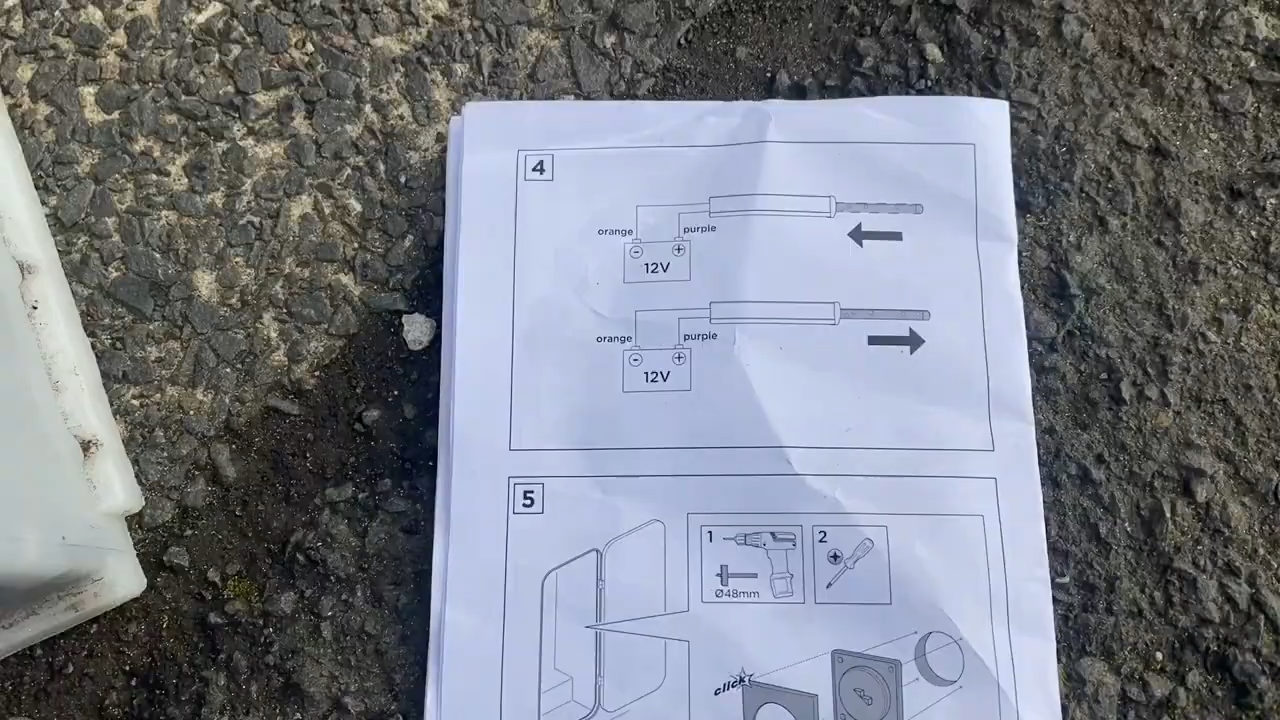 4
orange
purple
- +
12V
orange
purple
- +
12V
5
1
2
Ø48mm
click